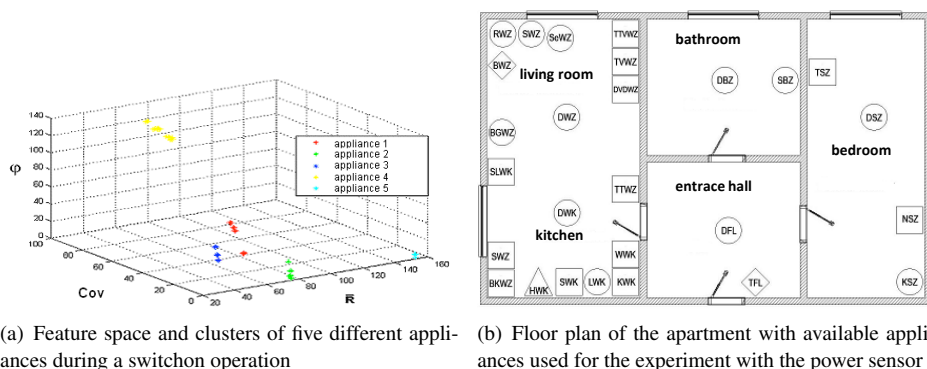 140
120
100
80
60
40
20
0
φ
100
80
60
40
20
0
Cov
20
40
60
80
100
120
140
160
R̅
appliance 1
appliance 2
appliance 3
appliance 4
appliance 5
(a) Feature space and clusters of five different appli-
ances during a switchon operation
RWZ SWZ SeWZ TTVWZ
bathroom
BWZ living room TVWZ
DVDWZ
DBZ SBZ TSZ
DWZ DSZ
BGWZ
bedroom
SLWK
entrace hall
TTWZ
DWK
DFL NSZ
kitchen
SWZ WWK
BKWZ HWK SWK LWK KWK TFL KSZ
(b) Floor plan of the apartment with available appli-
ances used for the experiment with the power sensor